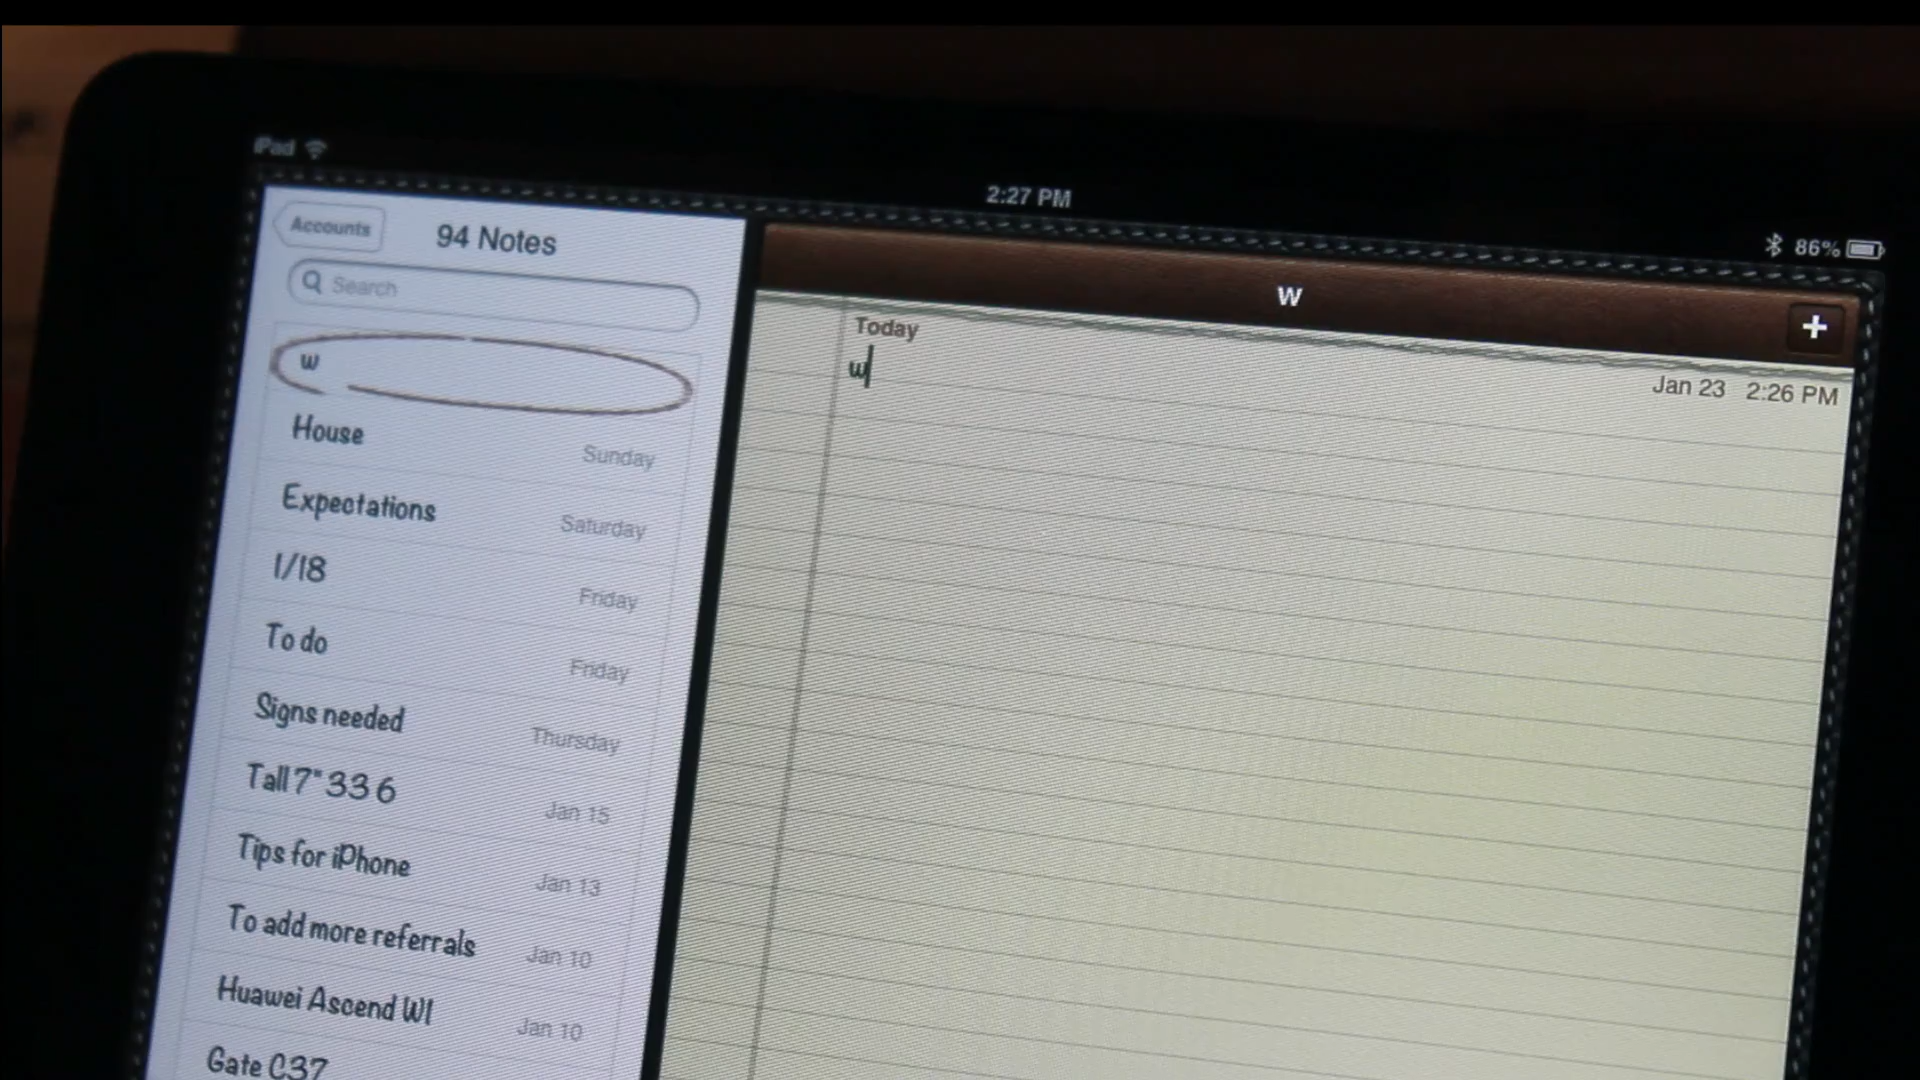 iPad
2:27 PM
86%
Accounts
94 Notes
Search
w
House Sunday
Expectations Saturday
1/18 Friday
To do Friday
Signs needed Thursday
Tall 7" 33 6 Jan 15
Tips for iPhone Jan 13
To add more referrals Jan 10
Huawei Ascend W1 Jan 10
Gate C37
w
+
Today
Jan 23 2:26 PM
w